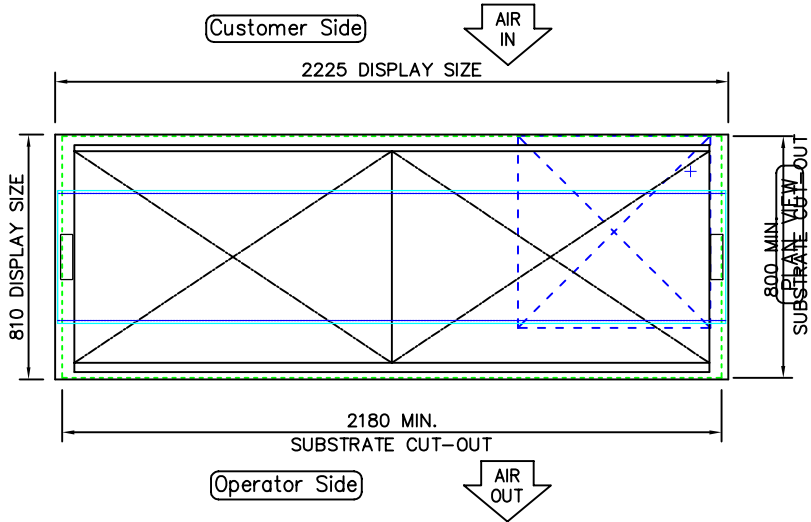 Customer Side
AIR
IN
2225 DISPLAY SIZE
810 DISPLAY SIZE
800 MIN.
SUBSTRATE CUT-OUT
PLAN VIEW
2180 MIN.
SUBSTRATE CUT-OUT
Operator Side
AIR
OUT